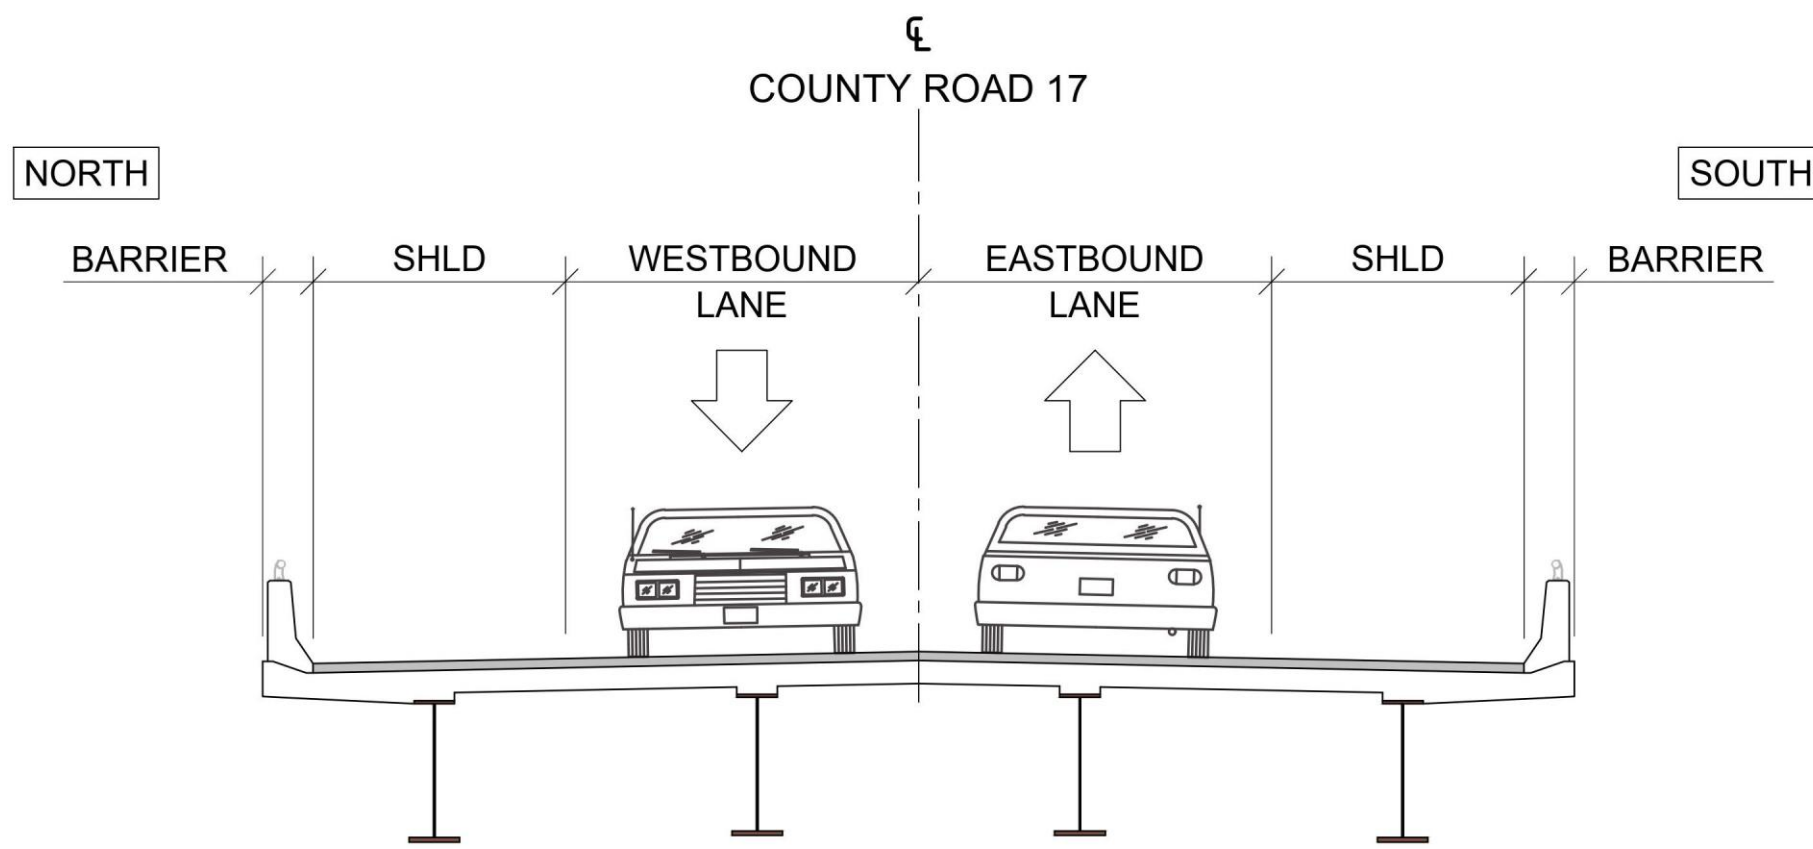 ℄
COUNTY ROAD 17
NORTH
SOUTH
BARRIER SHLD WESTBOUND EASTBOUND SHLD BARRIER
LANE LANE